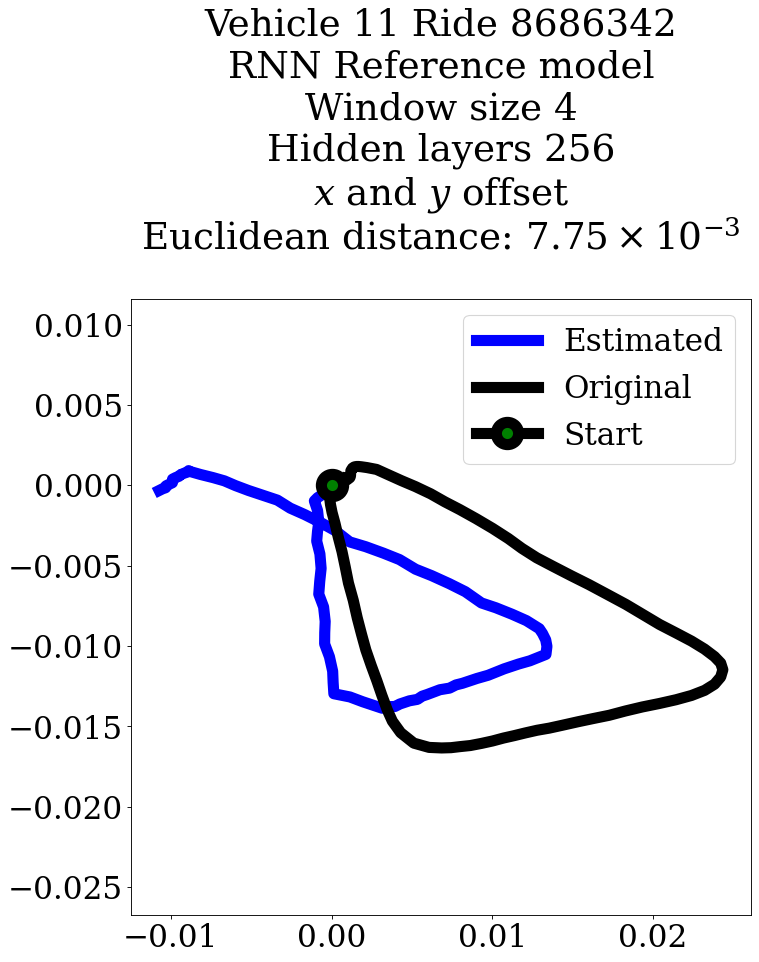 Vehicle 11 Ride 8686342
RNN Reference model
Window size 4
Hidden layers 256
x and y offset
Euclidean distance: 7.75 × 10⁻³
Estimated
Original
Start
0.010
0.005
0.000
−0.005
−0.010
−0.015
−0.020
−0.025
−0.01 0.00 0.01 0.02